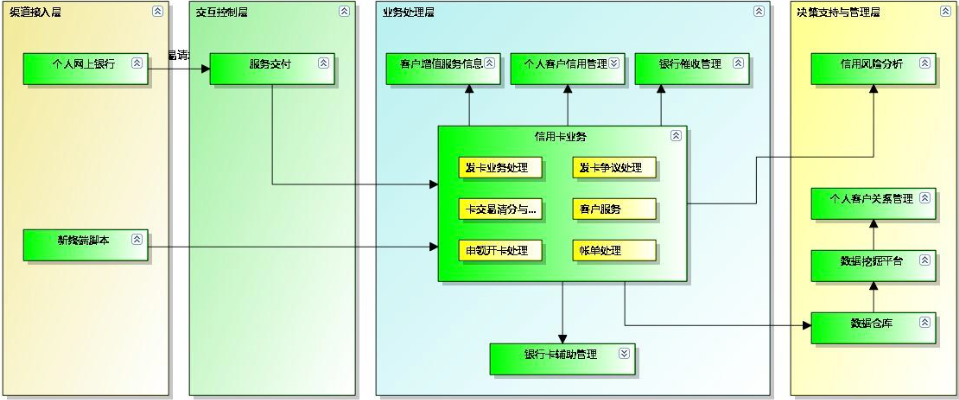 渠道接入层
交互控制层
业务处理层
决策支持与管理层
个人网上银行
服务交付
客户增值服务信息
个人客户信用管理
银行催收管理
信用风险分析
信用卡业务
发卡业务处理
发卡争议处理
卡交易清分与...
客户服务
申领开卡处理
帐单处理
新终端脚本
个人客户关系管理
数据挖掘平台
数据仓库
银行卡辅助管理